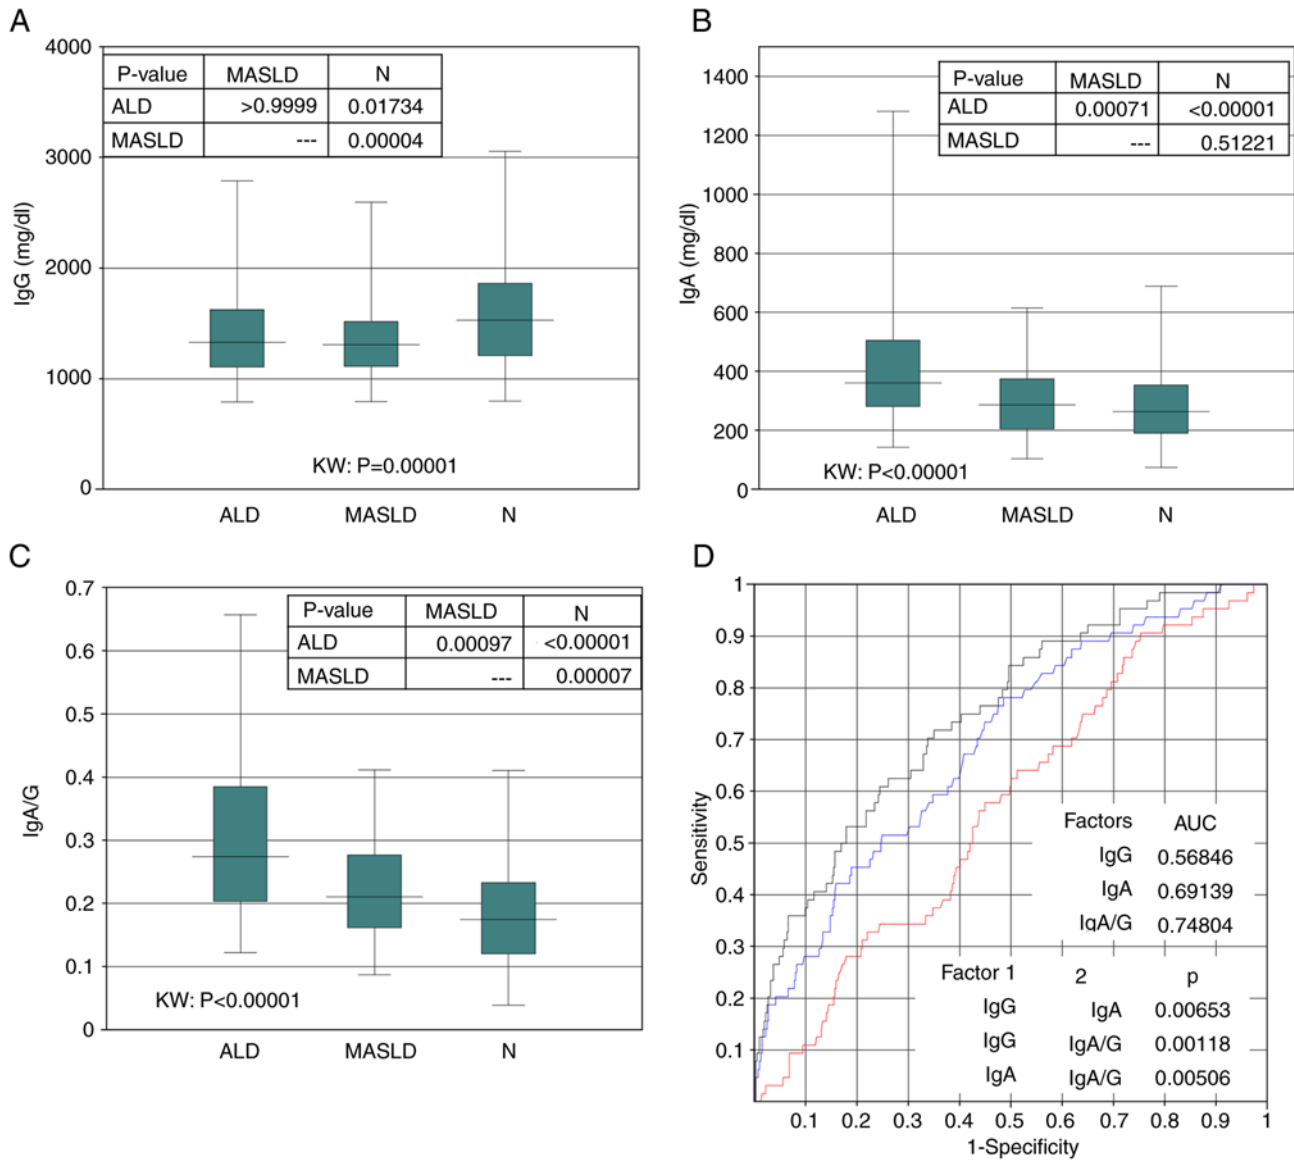 A
4000
3000
2000
1000
0
IgG (mg/dl)
P-value MASLD N
ALD >0.9999 0.01734
MASLD --- 0.00004
KW: P=0.00001
ALD MASLD N
B
1400
1200
1000
800
600
400
200
0
IgA (mg/dl)
P-value MASLD N
ALD 0.00071 <0.00001
MASLD --- 0.51221
KW: P<0.00001
ALD MASLD N
C
0.7
0.6
0.5
0.4
0.3
0.2
0.1
0
IgA/G
P-value MASLD N
ALD 0.00097 <0.00001
MASLD --- 0.00007
KW: P<0.00001
ALD MASLD N
D
1
0.9
0.8
0.7
0.6
0.5
0.4
0.3
0.2
0.1
Sensitivity
Factors AUC
IgG 0.56846
IgA 0.69139
IgA/G 0.74804
Factor 1 2 p
IgG IgA 0.00653
IgG IgA/G 0.00118
IgA IgA/G 0.00506
0.1 0.2 0.3 0.4 0.5 0.6 0.7 0.8 0.9 1
1-Specificity